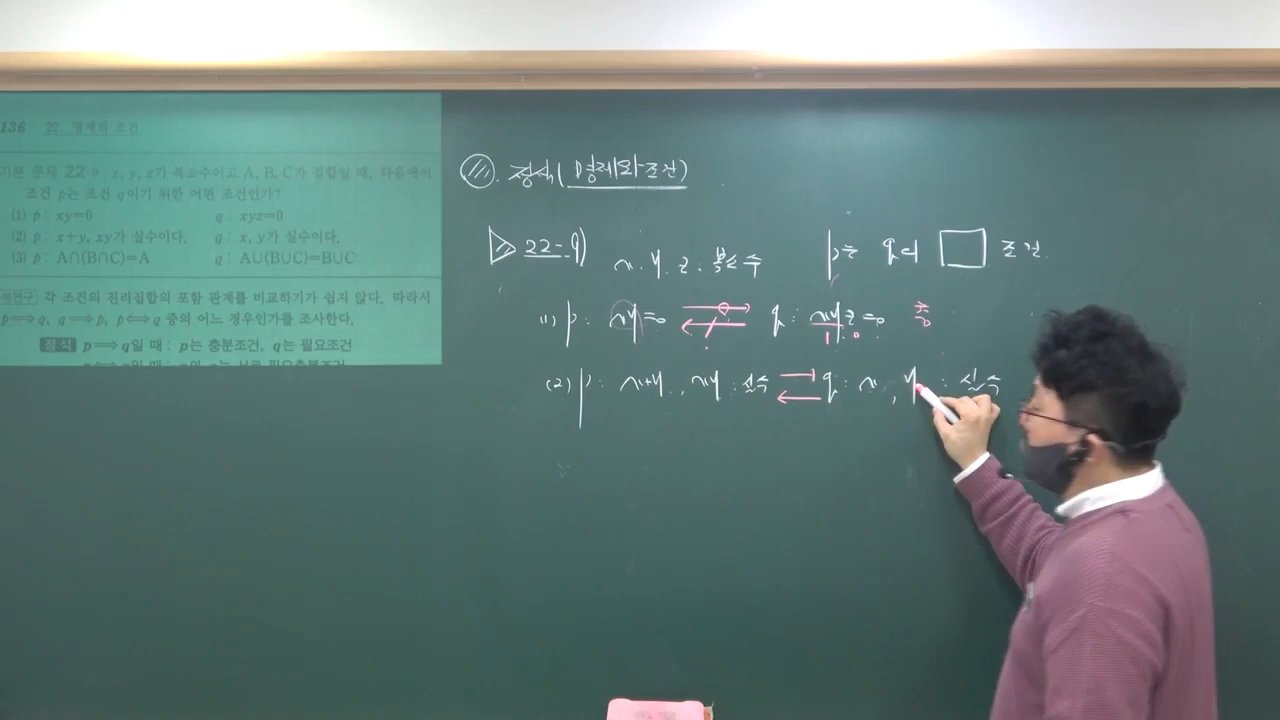 136 22. 명제의 조건
기본 문제 22-9 x, y, z가 복소수이고 A, B, C가 집합일 때, 다음에서
조건 p는 조건 q이기 위한 어떤 조건인가?
(1) p : xy=0 q : xyz=0
(2) p : x+y, xy가 실수이다. q : x, y가 실수이다.
(3) p : A∩(B∩C)=A q : A∪(B∪C)=B∪C
각 조건의 진리집합의 포함 관계를 비교하기가 쉽지 않다. 따라서
p⟹q, q⟹p, p⟺q 중의 어느 경우인가를 조사한다.
정석 p⟹q일 때 : p는 충분조건, q는 필요조건
정석(명제와 조건)
22-9) x, y, z : 복소수 p는 q의 □ 조건
(1) p : xy=0 q : xyz=0
1 0
(2) p : x+y, xy : 실수 q : x, y : 실수